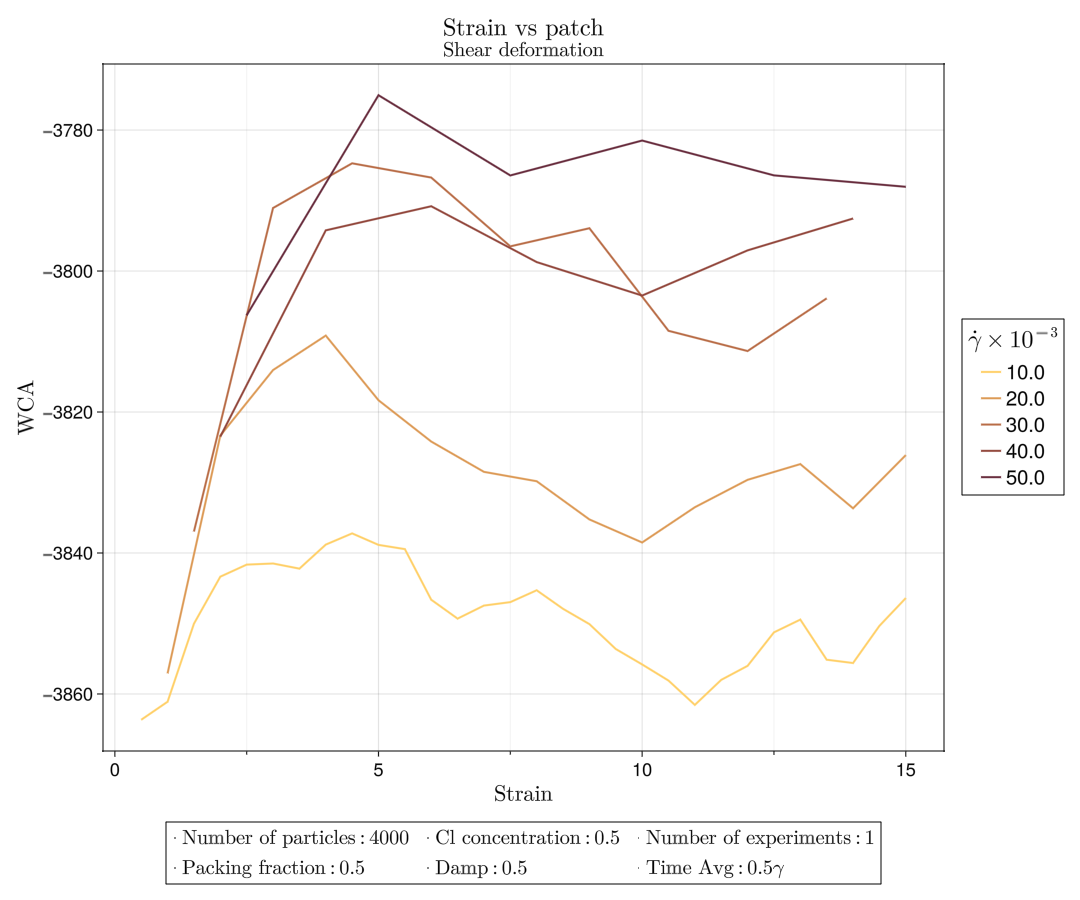 Strain vs patch
Shear deformation
−3780
−3800
−3820
−3840
−3860
WCA
0 5 10 15
Strain
γ̇ × 10⁻³
10.0
20.0
30.0
40.0
50.0
· Number of particles : 4000 · Cl concentration : 0.5 · Number of experiments : 1
· Packing fraction : 0.5 · Damp : 0.5 · Time Avg : 0.5γ